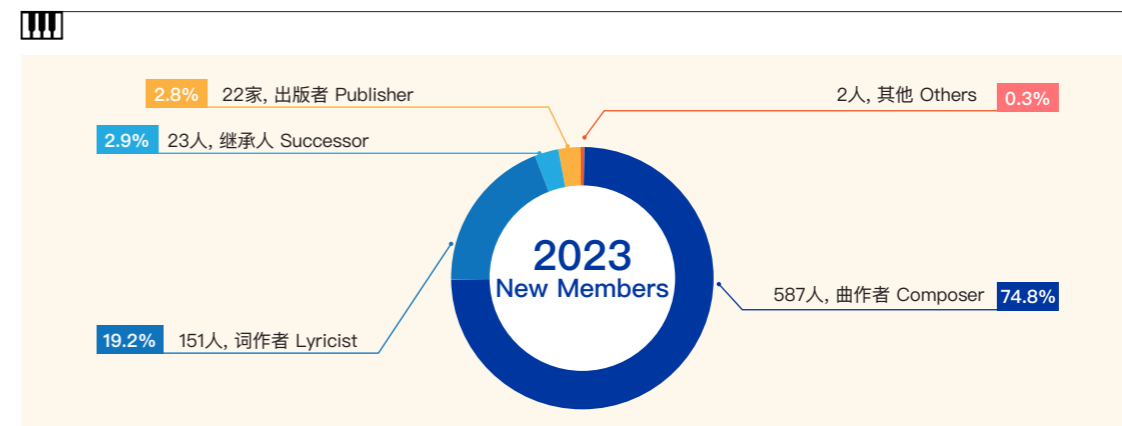 2.8% 22家, 出版者 Publisher
2人, 其他 Others 0.3%
2.9% 23人, 继承人 Successor
2023
New Members
587人, 曲作者 Composer 74.8%
19.2% 151人, 词作者 Lyricist